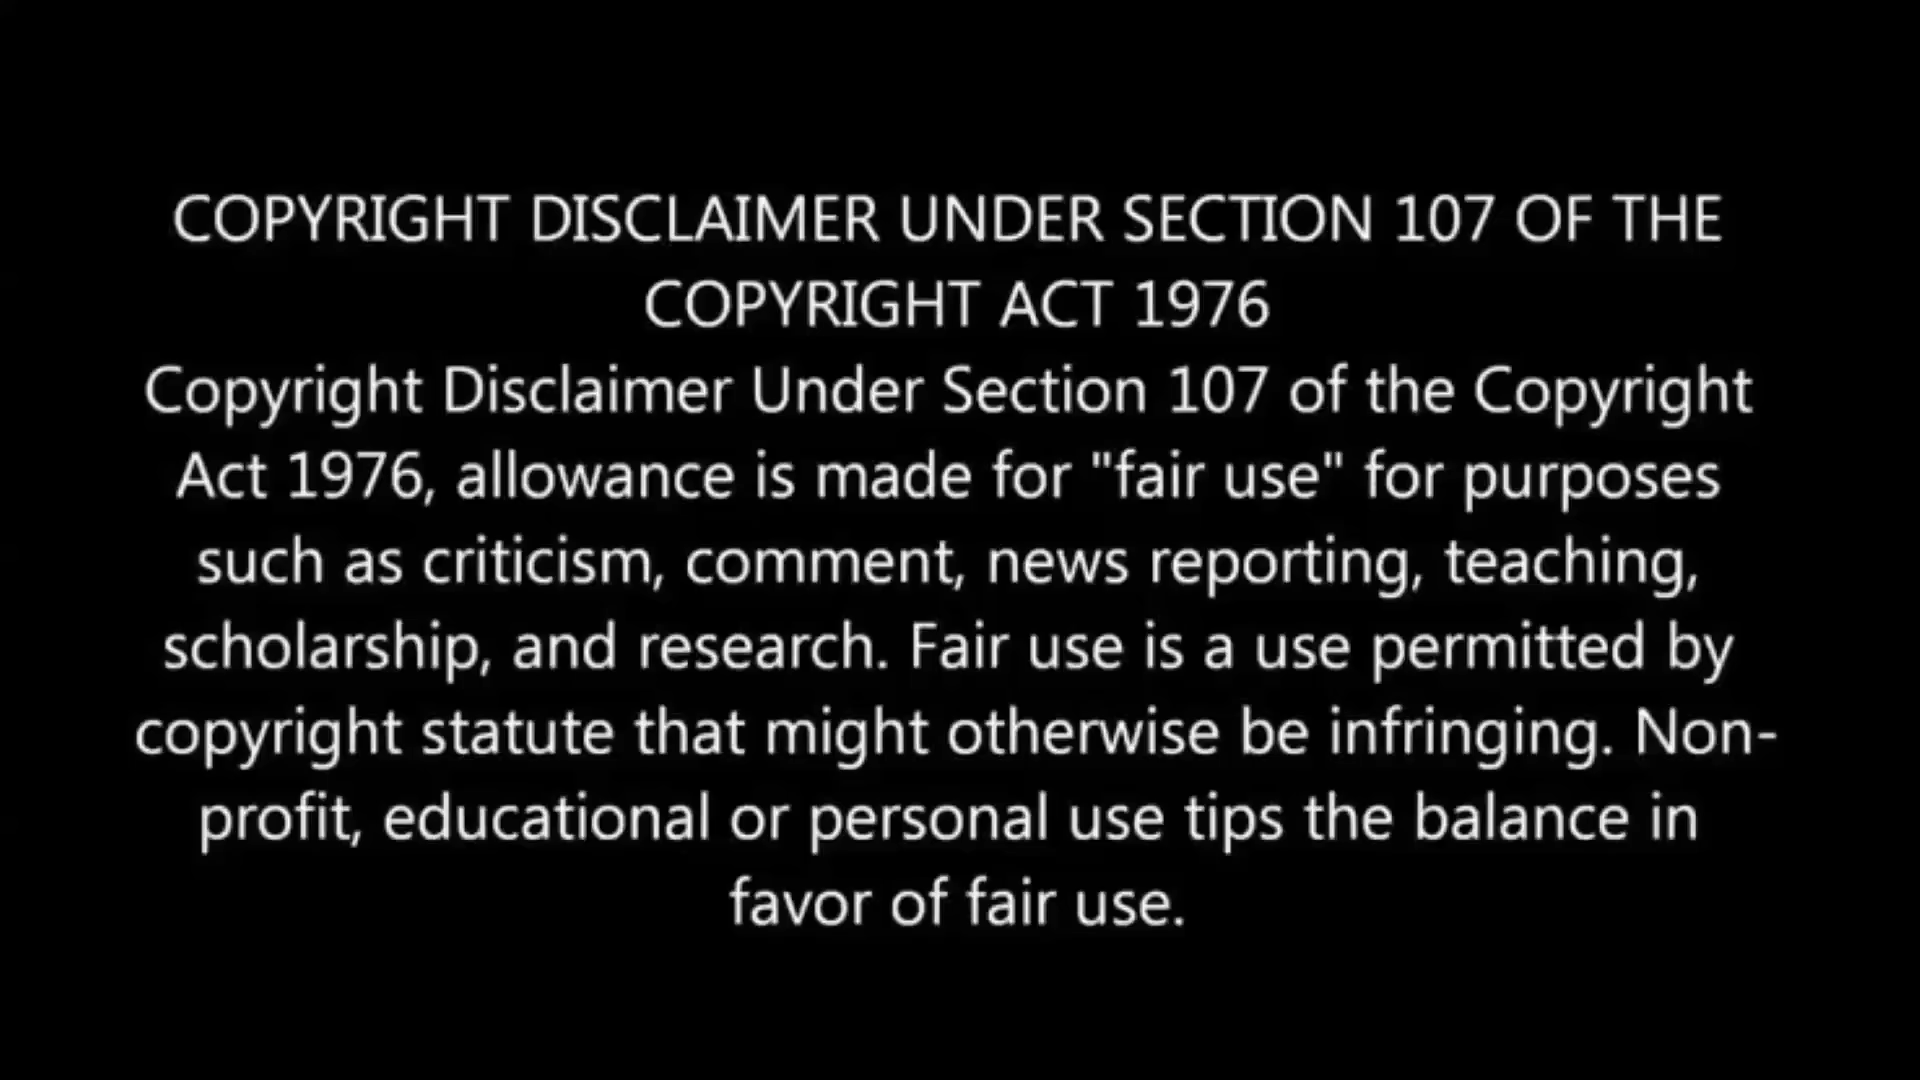 COPYRIGHT DISCLAIMER UNDER SECTION 107 OF THE
COPYRIGHT ACT 1976
Copyright Disclaimer Under Section 107 of the Copyright
Act 1976, allowance is made for "fair use" for purposes
such as criticism, comment, news reporting, teaching,
scholarship, and research. Fair use is a use permitted by
copyright statute that might otherwise be infringing. Non-
profit, educational or personal use tips the balance in
favor of fair use.